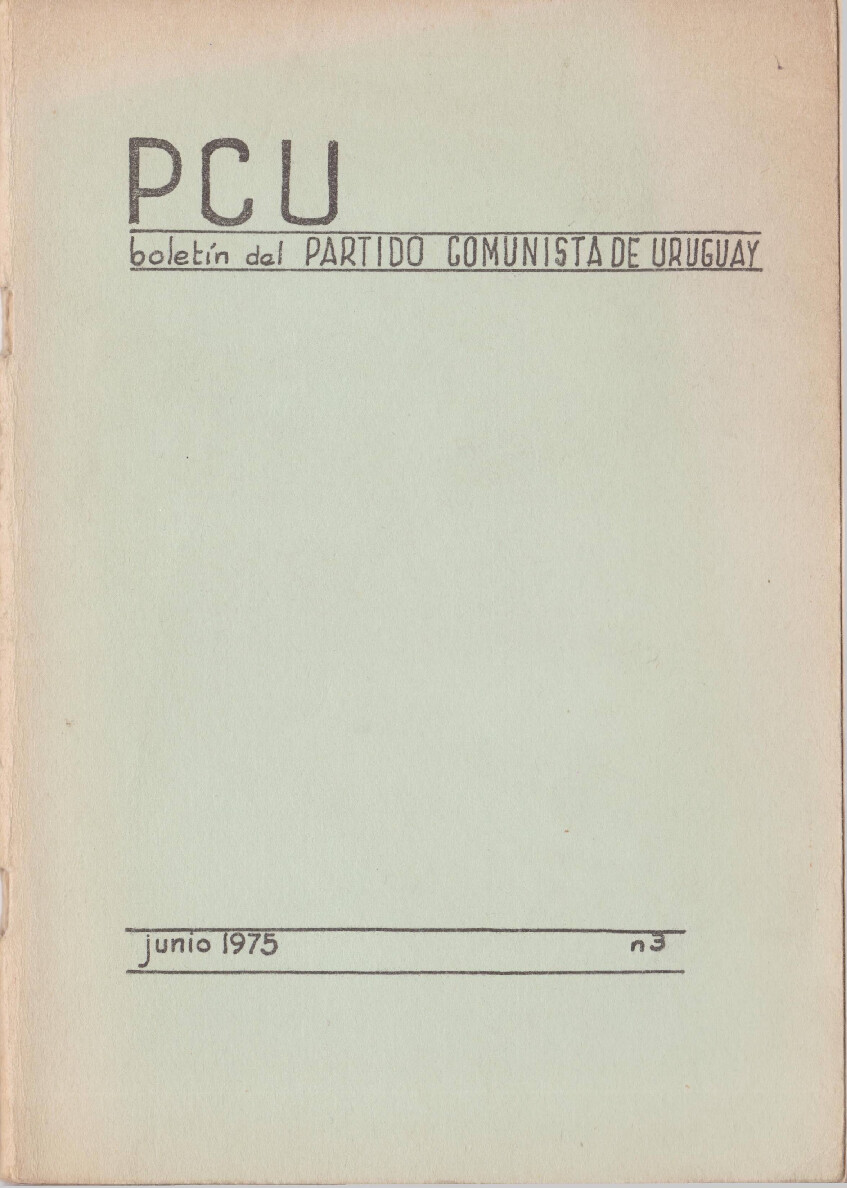 PCU
boletín del PARTIDO COMUNISTA DE URUGUAY
junio 1975 n3